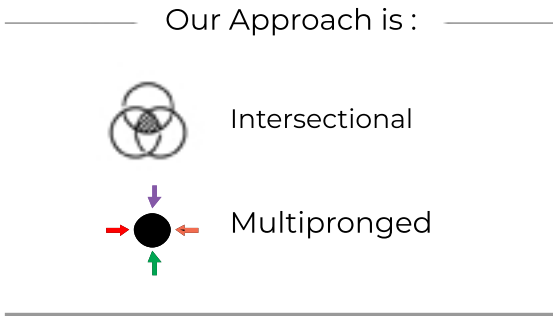 Our Approach is :
Intersectional
Multipronged